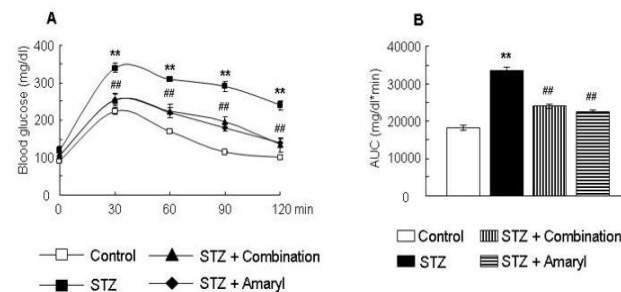 A
Blood glucose (mg/dl)
400
300
200
100
0
**
**
**
**
##
##
##
##
0 30 60 90 120 min
Control
STZ
STZ + Combination
STZ + Amaryl
B
AUC (mg/dl*min)
40000
30000
20000
10000
0
**
##
##
Control
STZ
STZ + Combination
STZ + Amaryl